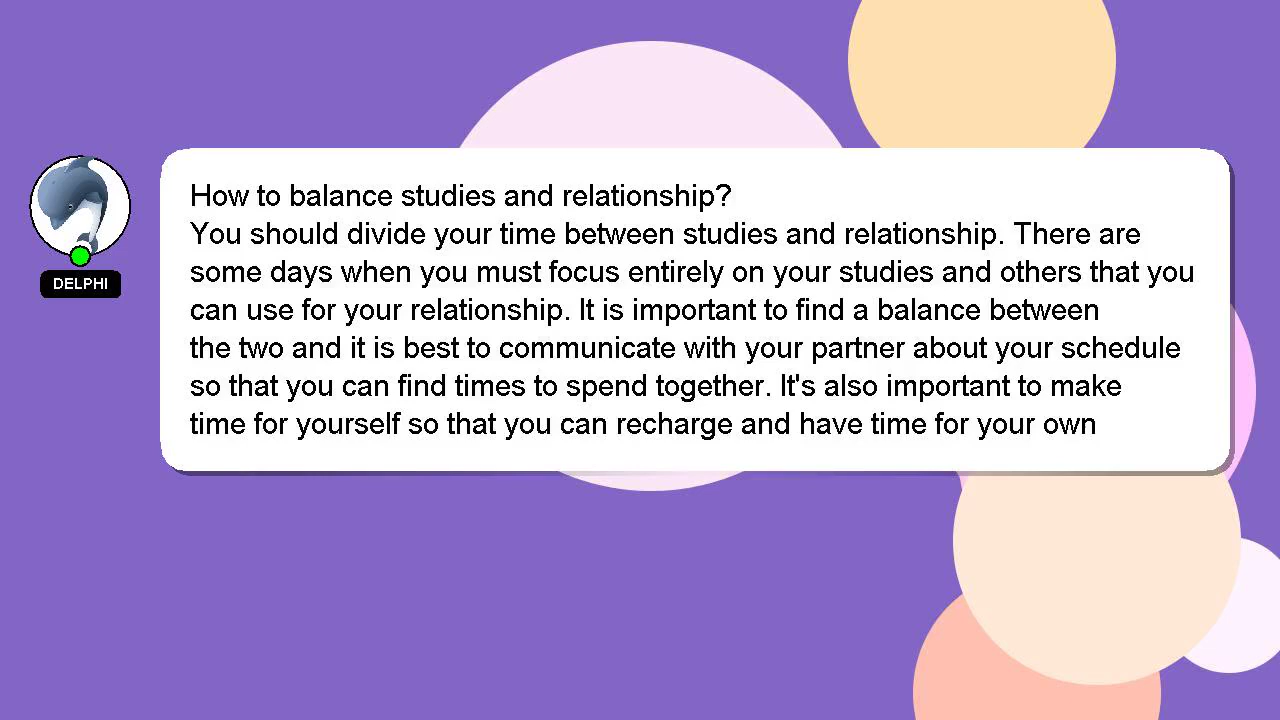 How to balance studies and relationship?
You should divide your time between studies and relationship. There are
some days when you must focus entirely on your studies and others that you
can use for your relationship. It is important to find a balance between
the two and it is best to communicate with your partner about your schedule
so that you can find times to spend together. It's also important to make
time for yourself so that you can recharge and have time for your own
DELPHI